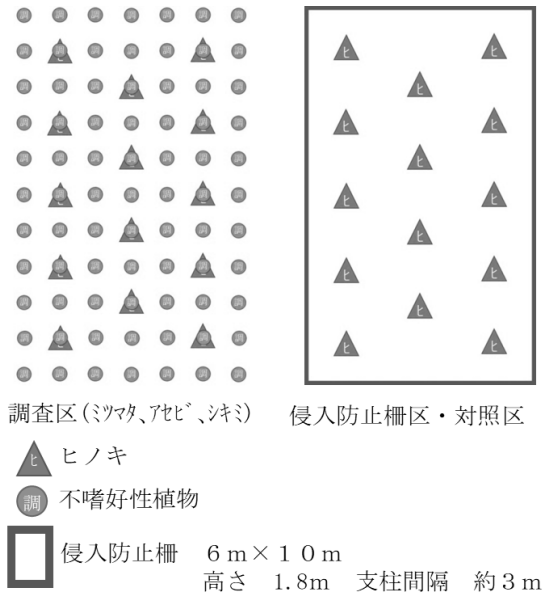 調査区(ﾐﾂﾏﾀ、ｱｾﾋﾞ、ｼｷﾐ)
侵入防止柵区・対照区
ヒ ヒノキ
調 不嗜好性植物
侵入防止柵 ６ｍ×１０ｍ
高さ 1.8m 支柱間隔 約３ｍ